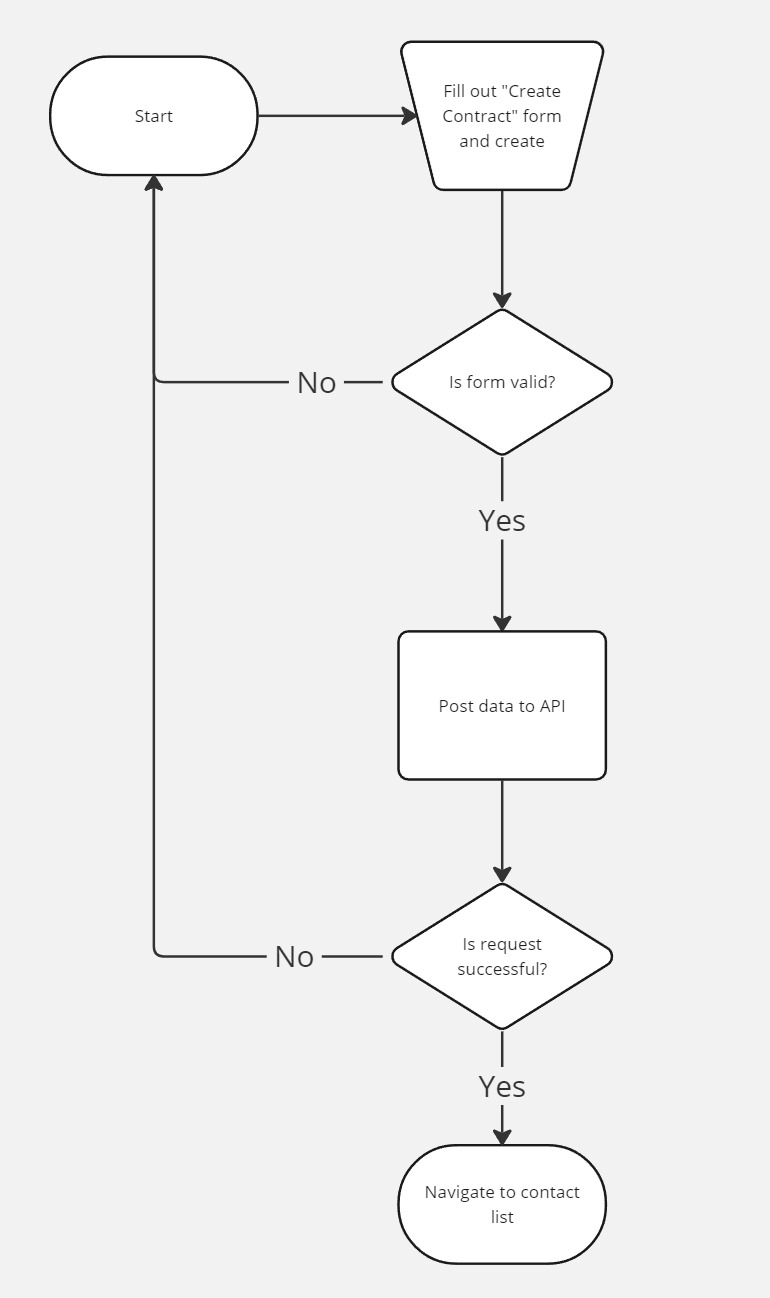 Start
Fill out "Create
Contract" form
and create
Is form valid?
No
Yes
Post data to API
Is request
successful?
No
Yes
Navigate to contact
list